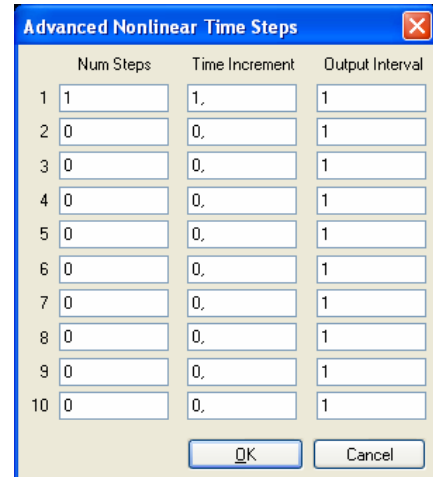 Advanced Nonlinear Time Steps
Num Steps Time Increment Output Interval
1 1 1, 1
2 0 0, 1
3 0 0, 1
4 0 0, 1
5 0 0, 1
6 0 0, 1
7 0 0, 1
8 0 0, 1
9 0 0, 1
10 0 0, 1
OK Cancel